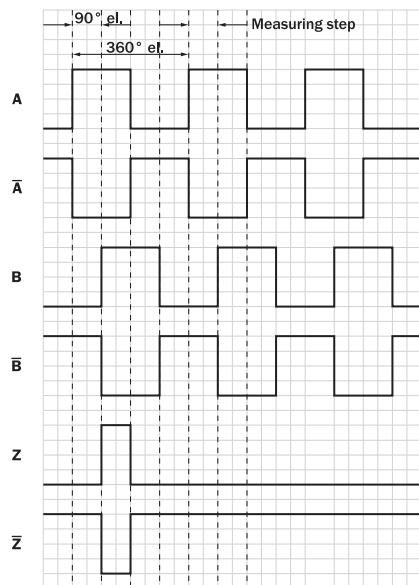 90° el.
Measuring step
360° el.
A
A̅
B
B̅
Z
Z̅